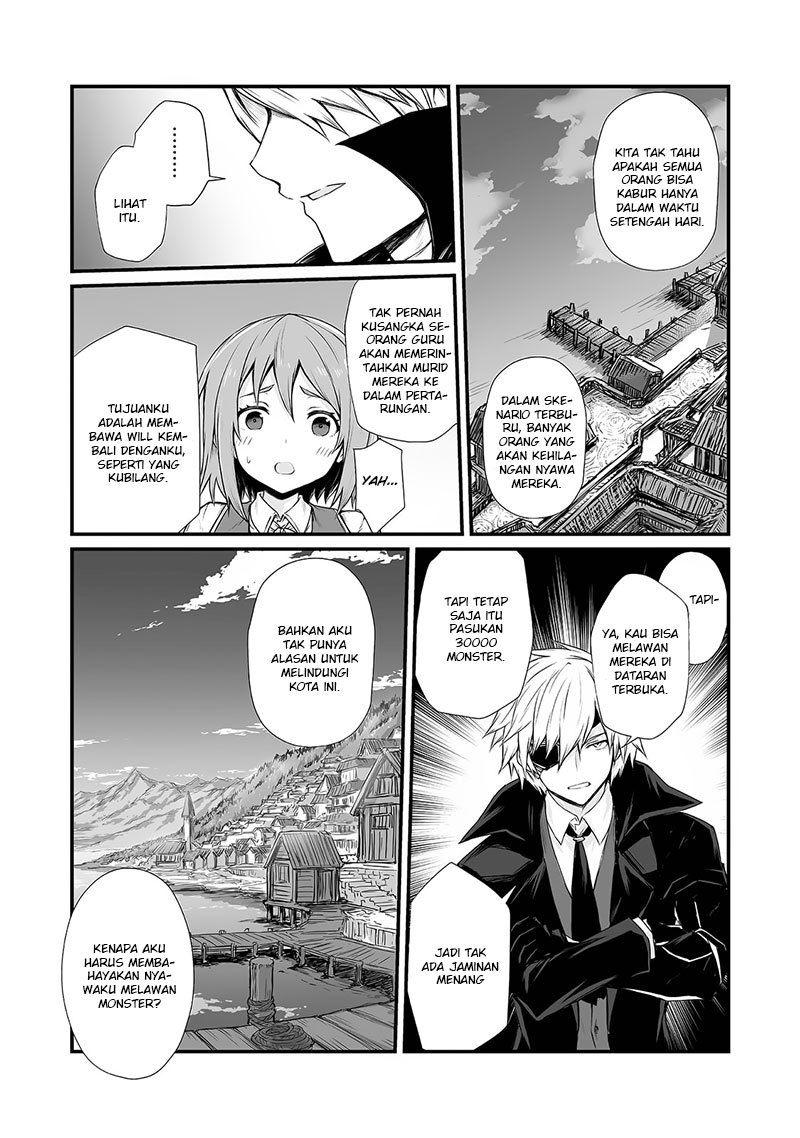 KITA TAK TAHU
APAKAH SEMUA
ORANG BISA
KABUR HANYA
DALAM WAKTU
SETENGAH HARI.
DALAM SKE-
NARIO TERBU-
RU, BANYAK
ORANG YANG
AKAN KEHILA-
NGAN NYAWA
MEREKA.
........
LIHAT
ITU.
TAK PERNAH
KUSANGKA SE-
ORANG GURU
AKAN MEMERIN-
TAHKAN MURID
MEREKA KE
DALAM PERTA-
RUNGAN.
YAH...
TUJUANKU
ADALAH MEM-
BAWA WILL KEM-
BALI DENGANKU,
SEPERTI YANG
KUBILANG.
TAPI-
YA, KAU BISA
MELAWAN
MEREKA DI
DATARAN
TERBUKA.
TAPI TETAP
SAJA ITU
PASUKAN
30000
MONSTER.
JADI TAK
ADA JAMINAN
MENANG
BAHKAN AKU
TAK PUNYA
ALASAN UNTUK
MELINDUNGI
KOTA INI.
KENAPA AKU
HARUS MEMBA-
HAYAKAN NYA-
WAKU MELAWAN
MONSTER?